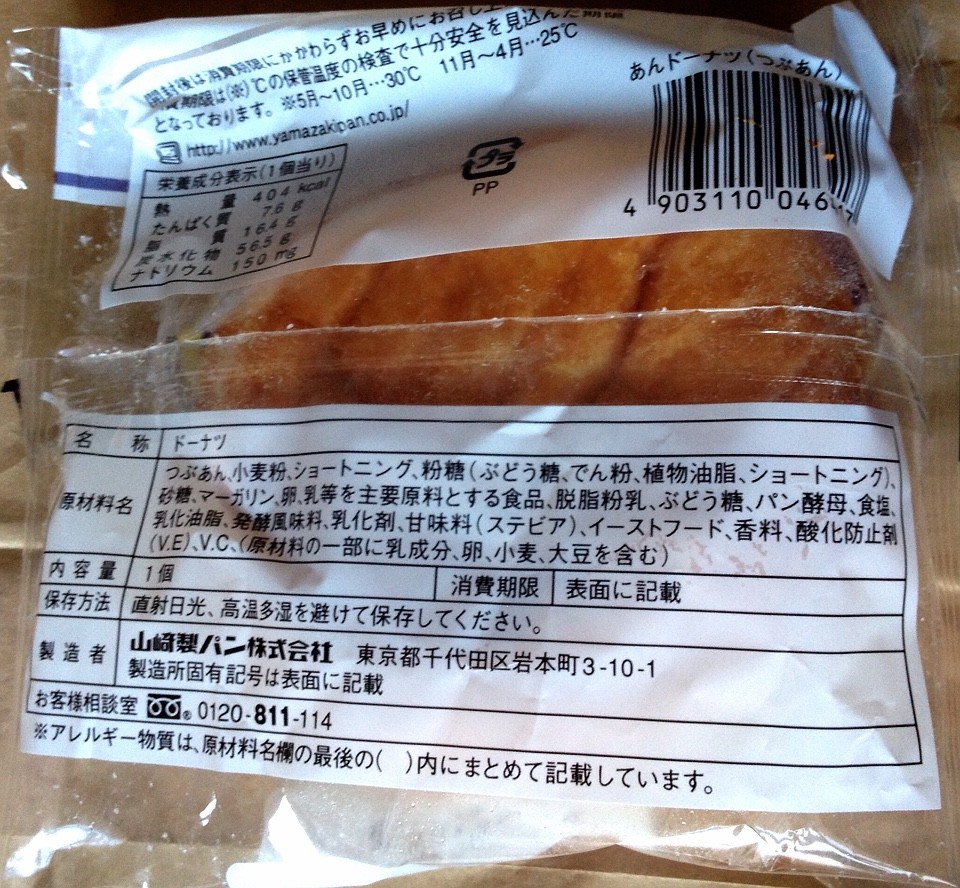 開封後は消費期限にかかわらずお早めにお召し上
消費期限は(※)℃の保管温度の検査で十分安全を見込んだ期限
となっております。※5月～10月…30℃ 11月～4月…25℃
http://www.yamazakipan.co.jp/
栄養成分表示(1個当り)
熱量 404 kcal
たんぱく質 7.6 g
脂質 16.4 g
炭水化物 56.5 g
ナトリウム 150 mg
プラ
PP
あんドーナツ(つぶあん)
4 903110 046
名称 ドーナツ
原材料名 つぶあん、小麦粉、ショートニング、粉糖(ぶどう糖、でん粉、植物油脂、ショートニング)、
砂糖、マーガリン、卵、乳等を主要原料とする食品、脱脂粉乳、ぶどう糖、パン酵母、食塩、
乳化油脂、発酵風味料、乳化剤、甘味料(ステビア)、イーストフード、香料、酸化防止剤
(V.E)、V.C、(原材料の一部に乳成分、卵、小麦、大豆を含む)
内容量 1個 消費期限 表面に記載
保存方法 直射日光、高温多湿を避けて保存してください。
製造者 山崎製パン株式会社 東京都千代田区岩本町3-10-1
製造所固有記号は表面に記載
お客様相談室 ® 0120-811-114
※アレルギー物質は、原材料名欄の最後の( )内にまとめて記載しています。